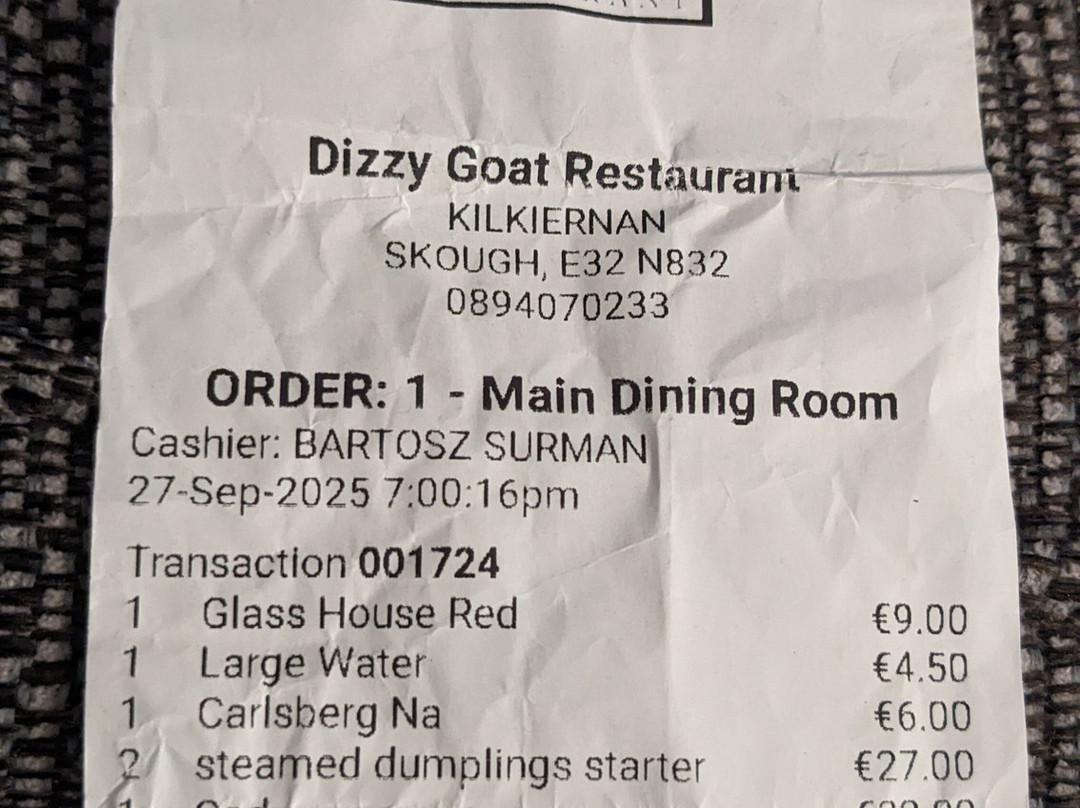 Dizzy Goat Restaurant
KILKIERNAN
SKOUGH, E32 N832
0894070233
ORDER: 1 - Main Dining Room
Cashier: BARTOSZ SURMAN
27-Sep-2025 7:00:16pm
Transaction 001724
1 Glass House Red €9.00
1 Large Water €4.50
1 Carlsberg Na €6.00
2 steamed dumplings starter €27.00